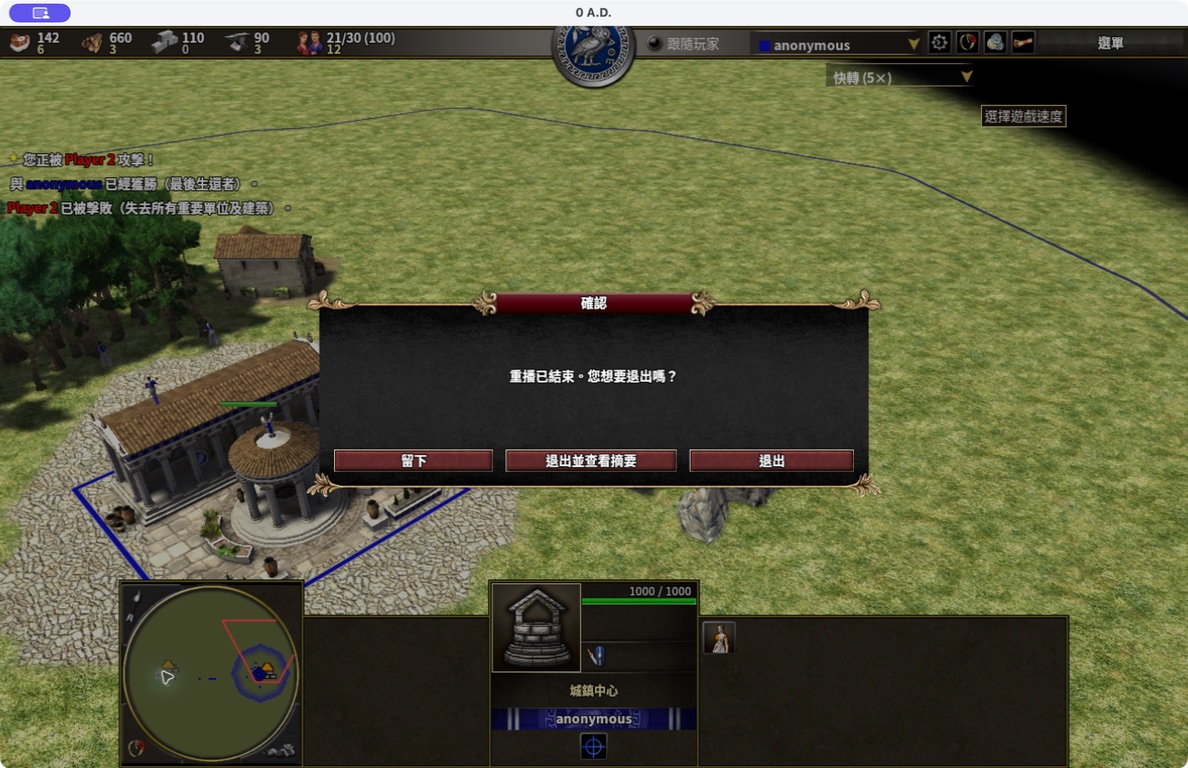 0 A.D.
142
6
660
3
110
0
90
3
21/30 (100)
12
跟隨玩家
anonymous
選單
快轉 (5×)
選擇遊戲速度
您正被 Player 2 攻擊！
與 anonymous 已經獲勝（最後生還者）。
Player 2 已被擊敗（失去所有重要單位及建築）。
確認
重播已結束。您想要退出嗎？
留下
退出並查看摘要
退出
1000 / 1000
城鎮中心
anonymous